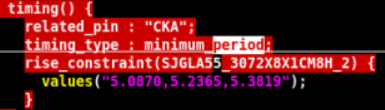 timing() {
related_pin : "CKA";
timing_type : minimum_period;
rise_constraint(SJGLA55_3072X8X1CM8H_2) {
values("5.0870,5.2365,5.3819");
}